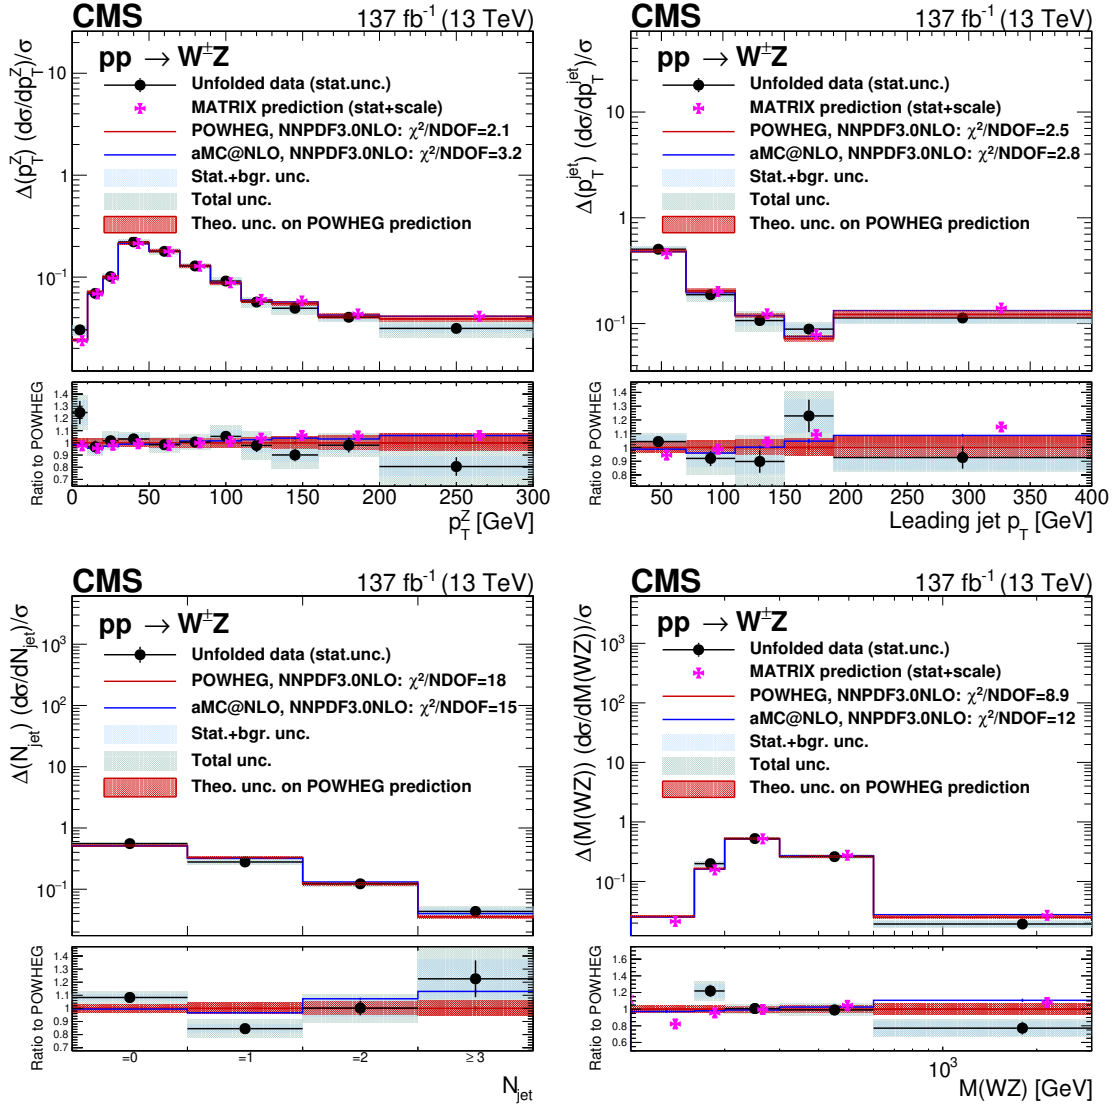 CMS 137 fb⁻¹ (13 TeV)
pp → W±Z
Unfolded data (stat.unc.)
MATRIX prediction (stat+scale)
POWHEG, NNPDF3.0NLO: χ²/NDOF=2.1
aMC@NLO, NNPDF3.0NLO: χ²/NDOF=3.2
Stat.+bgr. unc.
Total unc.
Theo. unc. on POWHEG prediction
Δ(p_T^Z) (dσ/dp_T^Z)/σ
10
1
10⁻¹
Ratio to POWHEG
1.4
1.3
1.2
1.1
1
0.9
0.8
0.7
0 50 100 150 200 250 300
p_T^Z [GeV]
CMS 137 fb⁻¹ (13 TeV)
pp → W±Z
Unfolded data (stat.unc.)
MATRIX prediction (stat+scale)
POWHEG, NNPDF3.0NLO: χ²/NDOF=2.5
aMC@NLO, NNPDF3.0NLO: χ²/NDOF=2.8
Stat.+bgr. unc.
Total unc.
Theo. unc. on POWHEG prediction
Δ(p_T^jet) (dσ/dp_T^jet)/σ
10
1
10⁻¹
Ratio to POWHEG
1.4
1.3
1.2
1.1
1
0.9
0.8
50 100 150 200 250 300 350 400
Leading jet p_T [GeV]
CMS 137 fb⁻¹ (13 TeV)
pp → W±Z
Unfolded data (stat.unc.)
POWHEG, NNPDF3.0NLO: χ²/NDOF=18
aMC@NLO, NNPDF3.0NLO: χ²/NDOF=15
Stat.+bgr. unc.
Total unc.
Theo. unc. on POWHEG prediction
Δ(N_jet) (dσ/dN_jet)/σ
10³
10²
10
1
10⁻¹
Ratio to POWHEG
1.4
1.3
1.2
1.1
1
0.9
0.8
0.7
=0 =1 =2 ≥ 3
N_jet
CMS 137 fb⁻¹ (13 TeV)
pp → W±Z
Unfolded data (stat.unc.)
MATRIX prediction (stat+scale)
POWHEG, NNPDF3.0NLO: χ²/NDOF=8.9
aMC@NLO, NNPDF3.0NLO: χ²/NDOF=12
Stat.+bgr. unc.
Total unc.
Theo. unc. on POWHEG prediction
Δ(M(WZ)) (dσ/dM(WZ))/σ
10³
10²
10
1
10⁻¹
Ratio to POWHEG
1.6
1.4
1.2
1
0.8
0.6
10³
M(WZ) [GeV]